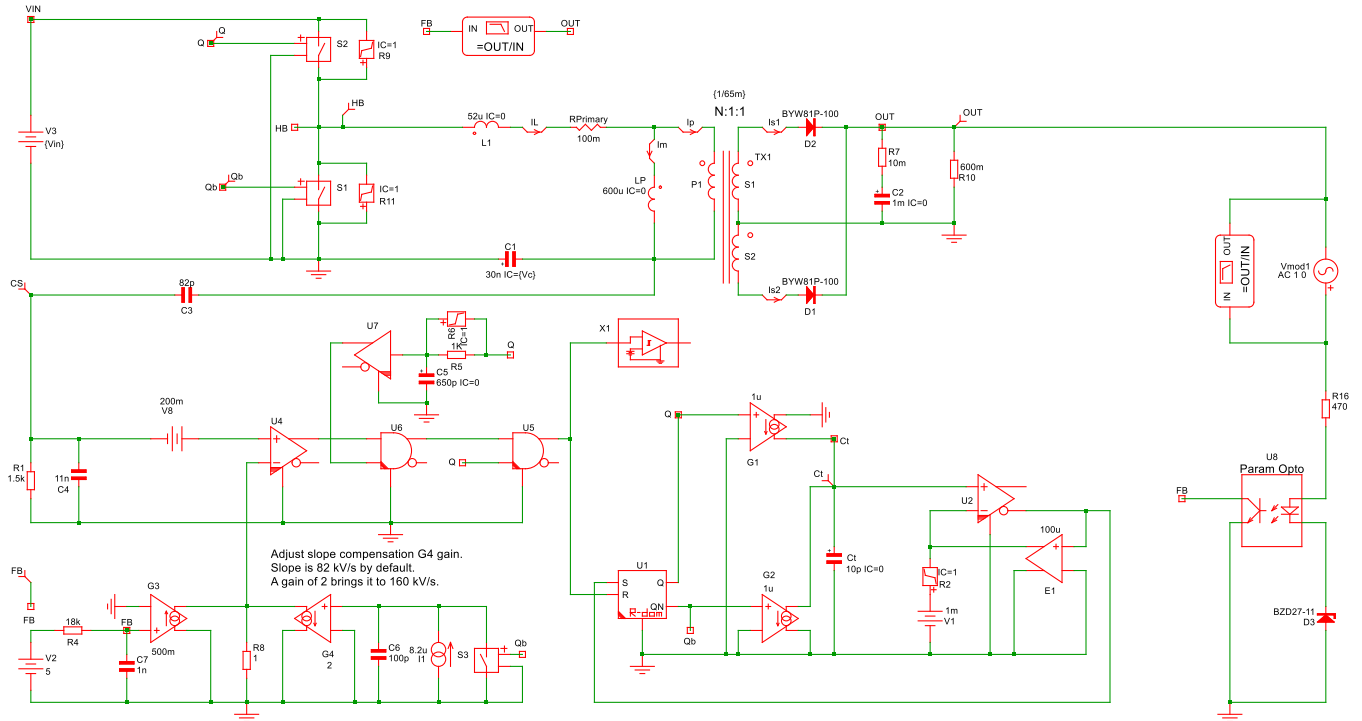 VIN
Q
Q
S2
IC=1
R9
FB
IN
OUT
OUT
=OUT/IN
V3
{Vin}
HB
HB
52u IC=0
L1
IL
RPrimary
100m
Ip
Im
{1/65m}
N:1:1
Is1
BYW81P-100
D2
OUT
OUT
TX1
P1
S1
LP
600u IC=0
R7
10m
600m
R10
C2
1m IC=0
Qb
Qb
S1
IC=1
R11
S2
C1
30n IC={Vc}
Is2
BYW81P-100
D1
OUT
IN
=OUT/IN
Vmod1
AC 1 0
CS
82p
C3
U7
R6
IC=1
1K
R5
Q
C5
650p IC=0
X1
R16
470
200m
V8
U4
U6
U5
Q
R1
1.5k
11n
C4
Q
1u
G1
Ct
Ct
U2
U8
Param Opto
FB
Adjust slope compensation G4 gain.
Slope is 82 kV/s by default.
A gain of 2 brings it to 160 kV/s.
100u
E1
Ct
10p IC=0
IC=1
R2
1m
V1
FB
FB
G3
500m
18k
R4
FB
V2
5
C7
1n
R8
1
G4
2
C6
100p
8.2u
I1
S3
Qb
U1
S
R
Q
QN
R-dom
Qb
G2
1u
BZD27-11
D3